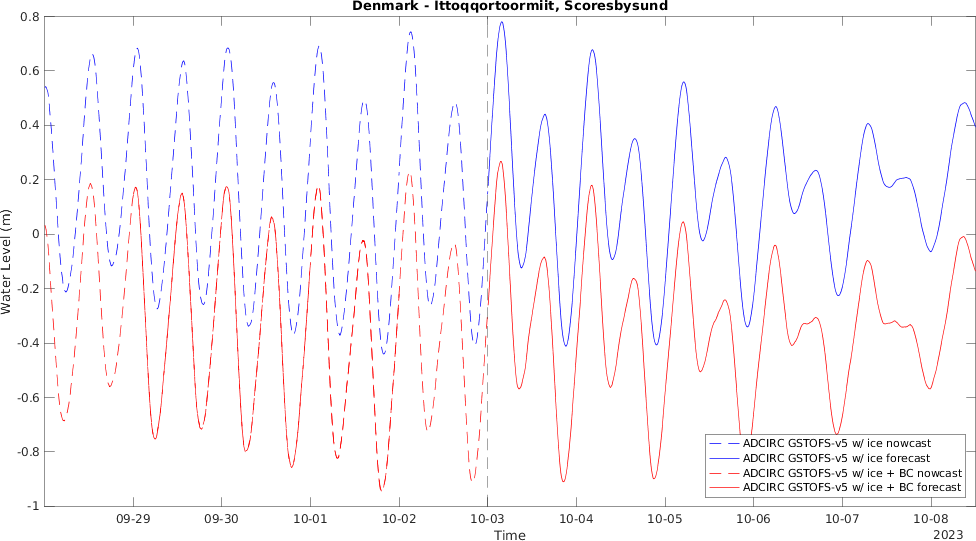 Denmark - Ittoqqortoormiit, Scoresbysund
0.8
0.6
0.4
0.2
0
-0.2
-0.4
-0.6
-0.8
-1
Water Level (m)
ADCIRC GSTOFS-v5 w/ ice nowcast
ADCIRC GSTOFS-v5 w/ ice forecast
ADCIRC GSTOFS-v5 w/ ice + BC nowcast
ADCIRC GSTOFS-v5 w/ ice + BC forecast
09-29 09-30 10-01 10-02 10-03 10-04 10-05 10-06 10-07 10-08
Time
2023